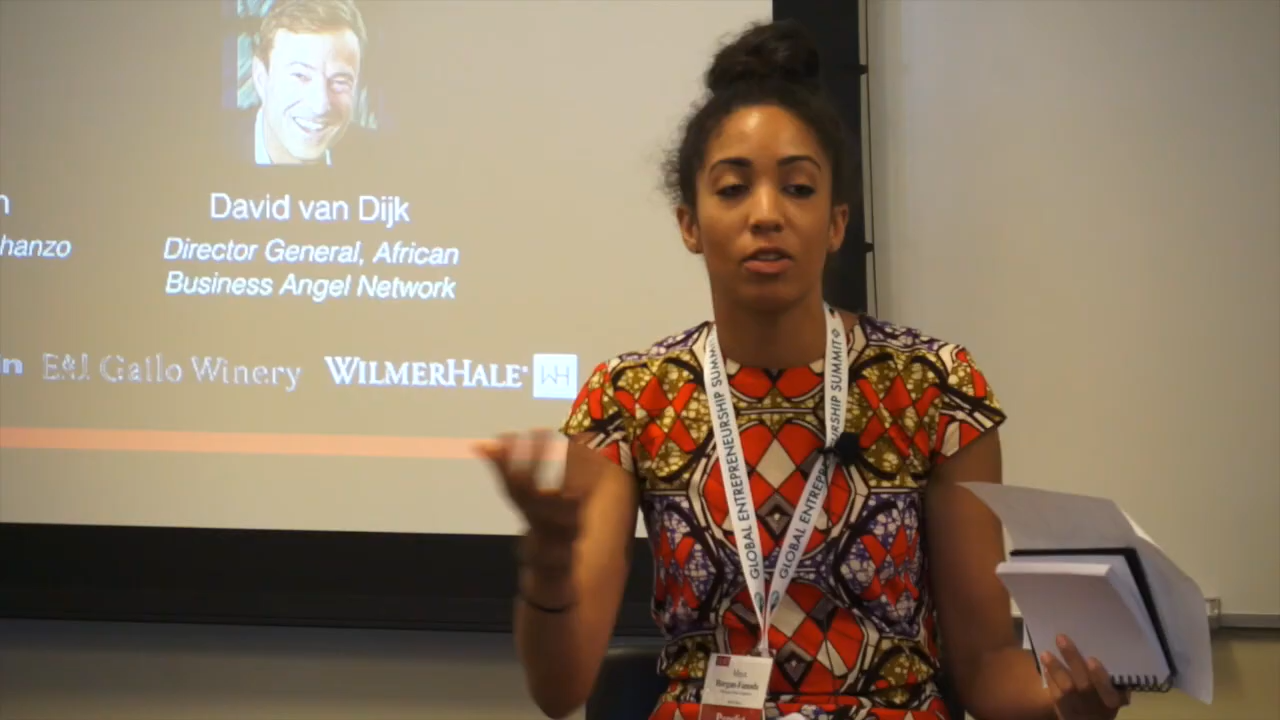 n
David van Dijk
hanzo
Director General, African
Business Angel Network
in
E&J Gallo Winery
WILMERHALE
WH
GLOBAL ENTREPRENEURSHIP SUMMIT
GLOBAL ENTREPRENEURSHIP SUMMIT